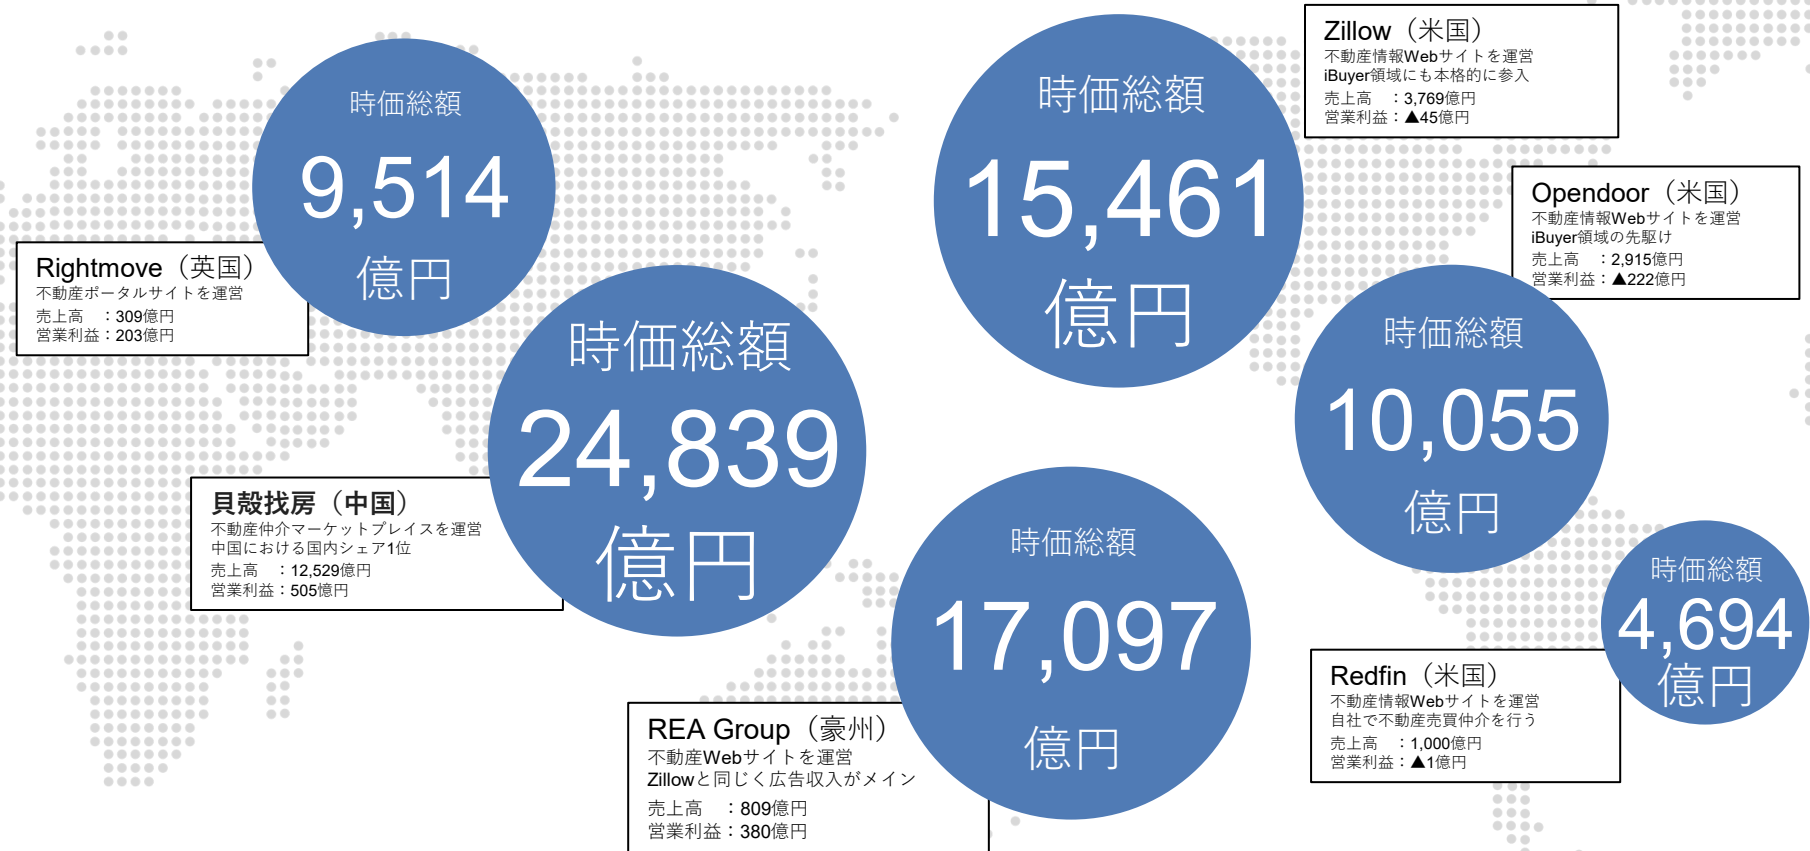 時価総額
9,514
億円
Rightmove（英国）
不動産ポータルサイトを運営
売上高　：309億円
営業利益：203億円
時価総額
24,839
億円
貝殻找房（中国）
不動産仲介マーケットプレイスを運営
中国における国内シェア1位
売上高　：12,529億円
営業利益：505億円
時価総額
15,461
億円
Zillow（米国）
不動産情報Webサイトを運営
iBuyer領域にも本格的に参入
売上高　：3,769億円
営業利益：▲45億円
Opendoor（米国）
不動産情報Webサイトを運営
iBuyer領域の先駆け
売上高　：2,915億円
営業利益：▲222億円
時価総額
10,055
億円
時価総額
17,097
億円
REA Group（豪州）
不動産Webサイトを運営
Zillowと同じく広告収入がメイン
売上高　：809億円
営業利益：380億円
時価総額
4,694
億円
Redfin（米国）
不動産情報Webサイトを運営
自社で不動産売買仲介を行う
売上高　：1,000億円
営業利益：▲1億円